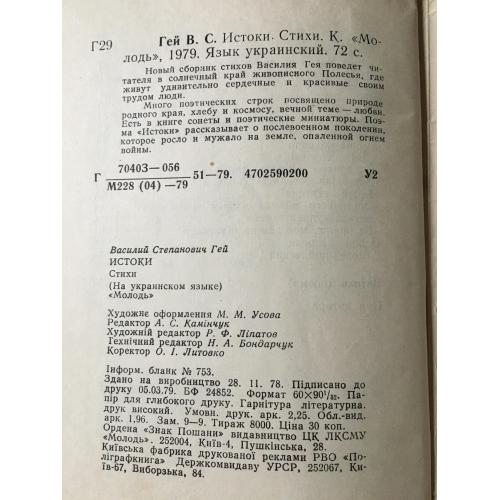 Г29
Гей В. С. Истоки. Стихи. К. «Мо-
лодь», 1979. Язык украинский. 72 с.
Новый сборник стихов Василия Гея поведет чи-
тателя в солнечный край живописного Полесья, где
живут удивительно сердечные и красивые своим
трудом люди.
Много поэтических строк посвящено природе
родного края, хлебу и космосу, вечной теме — любви.
Есть в книге сонеты и поэтические миниатюры. Поэ-
ма «Истоки» рассказывает о послевоенном поколении,
которое росло и мужало на земле, опаленной огнем
войны.
Г 70403—056
М228 (04)—79
51—79. 4702590200 У2
Василий Степанович Гей
ИСТОКИ
Стихи
(На украинском языке)
«Молодь»
Художнє оформлення М. М. Усова
Редактор А. С. Камінчук
Художній редактор Р. Ф. Ліпатов
Технічний редактор Н. А. Бондарчук
Коректор О. І. Литовко
Інформ. бланк № 753.
Здано на виробництво 28. 11. 78. Підписано до
друку 05.03.79. БФ 24852. Формат 60×90¹/₃₂. Па-
пір для глибокого друку. Гарнітура літературна.
друк високий. Умовн. друк. арк. 2,25. Обл.-вид.
арк. 1,96. Зам. 9—9. Тираж 8000. Ціна 30 коп.
Ордена «Знак Пошани» видавництво ЦК ЛКСМУ
«Молодь». 252004, Київ-4, Пушкінська, 28.
Київська фабрика друкованої реклами РВО «По-
ліграфкнига» Держкомвидаву УРСР, 252067, Ки-
їв-67, Виборзька, 84.